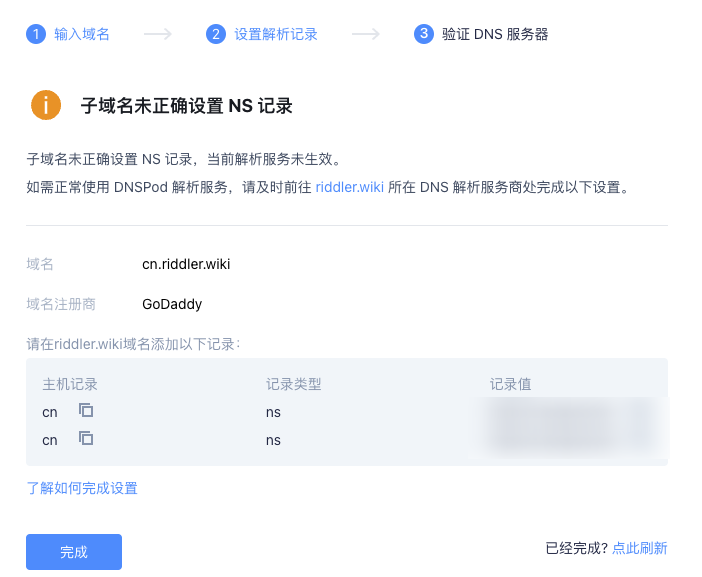 1 输入域名 2 设置解析记录 3 验证 DNS 服务器
子域名未正确设置 NS 记录
子域名未正确设置 NS 记录，当前解析服务未生效。
如需正常使用 DNSPod 解析服务，请及时前往 riddler.wiki 所在 DNS 解析服务商处完成以下设置。
域名 cn.riddler.wiki
域名注册商 GoDaddy
请在riddler.wiki域名添加以下记录：
主机记录 记录类型 记录值
cn ns
cn ns
了解如何完成设置
完成 已经完成? 点此刷新